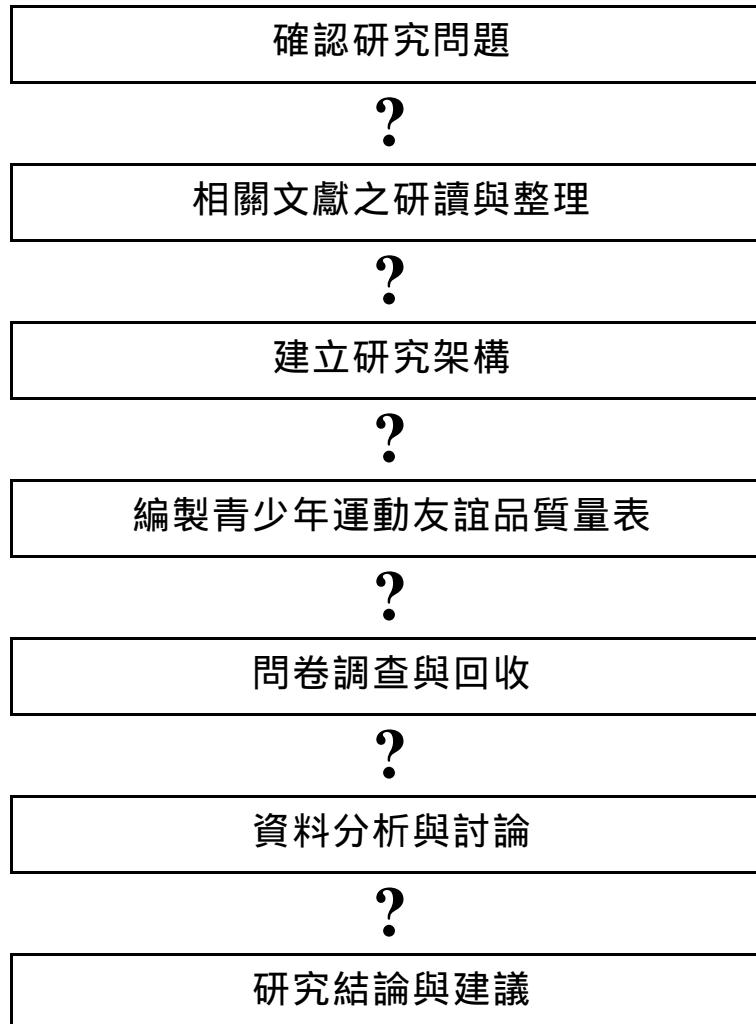 確認研究問題
?
相關文獻之研讀與整理
?
建立研究架構
?
編製青少年運動友誼品質量表
?
問卷調查與回收
?
資料分析與討論
?
研究結論與建議